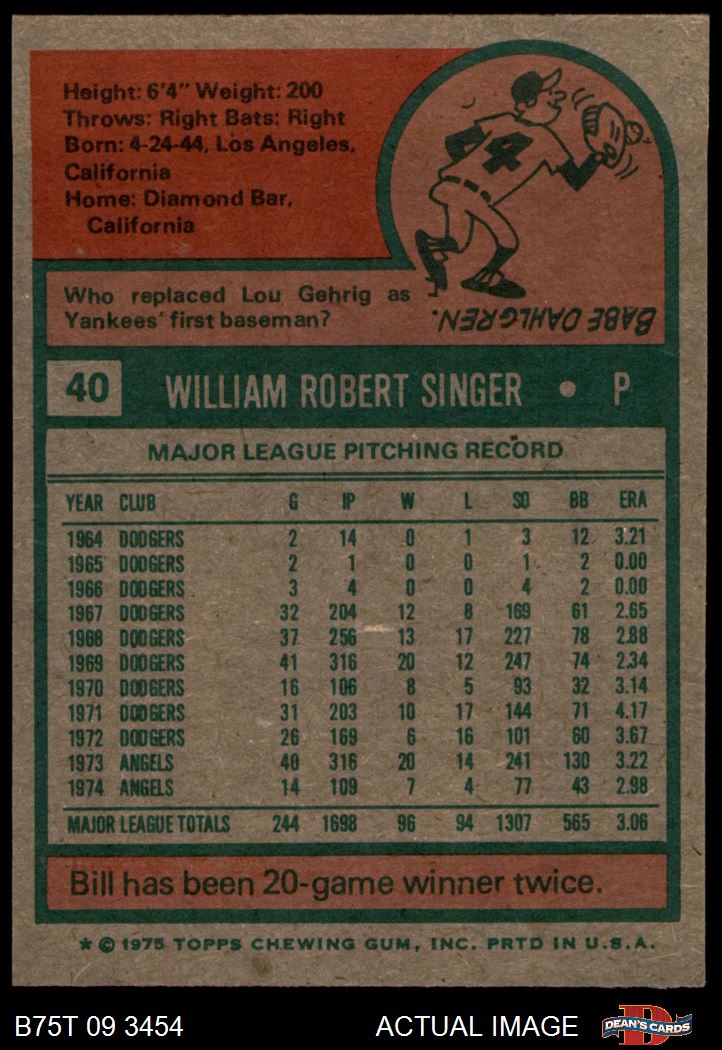 Height: 6'4" Weight: 200
Throws: Right Bats: Right
Born: 4-24-44, Los Angeles,
California
Home: Diamond Bar,
California
4
Who replaced Lou Gehrig as
Yankees' first baseman?
BABE DAHLGREN.
40 WILLIAM ROBERT SINGER • P
MAJOR LEAGUE PITCHING RECORD
YEAR CLUB G IP W L SO BB ERA
1964 DODGERS 2 14 0 1 3 12 3.21
1965 DODGERS 2 1 0 0 1 2 0.00
1966 DODGERS 3 4 0 0 4 2 0.00
1967 DODGERS 32 204 12 8 169 61 2.65
1968 DODGERS 37 256 13 17 227 78 2.88
1969 DODGERS 41 316 20 12 247 74 2.34
1970 DODGERS 16 106 8 5 93 32 3.14
1971 DODGERS 31 203 10 17 144 71 4.17
1972 DODGERS 26 169 6 16 101 60 3.67
1973 ANGELS 40 316 20 14 241 130 3.22
1974 ANGELS 14 109 7 4 77 43 2.98
MAJOR LEAGUE TOTALS 244 1698 96 94 1307 565 3.06
Bill has been 20-game winner twice.
* © 1975 TOPPS CHEWING GUM, INC. PRTD IN U.S.A.
B75T 09 3454 ACTUAL IMAGE DEAN'S CARDS